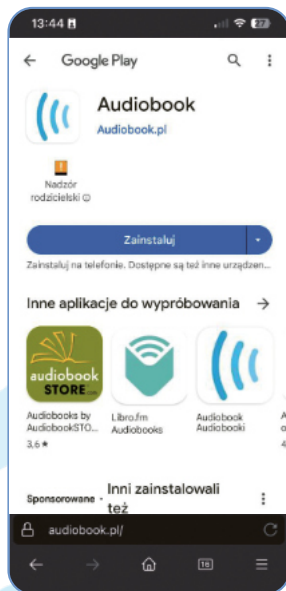 13:44
27
Google Play
Audiobook
Audiobook.pl
Nadzór
rodzicielski
Zainstaluj
Zainstaluj na telefonie. Dostępne są też inne urządzen...
Inne aplikacje do wypróbowania
audiobook
STORE
Audiobooks by
AudiobookSTO...
3,6
Libro.fm
Audiobooks
Audiobook
Audiobooki
Sponsorowane · Inni zainstalowali
też
audiobook.pl/
16